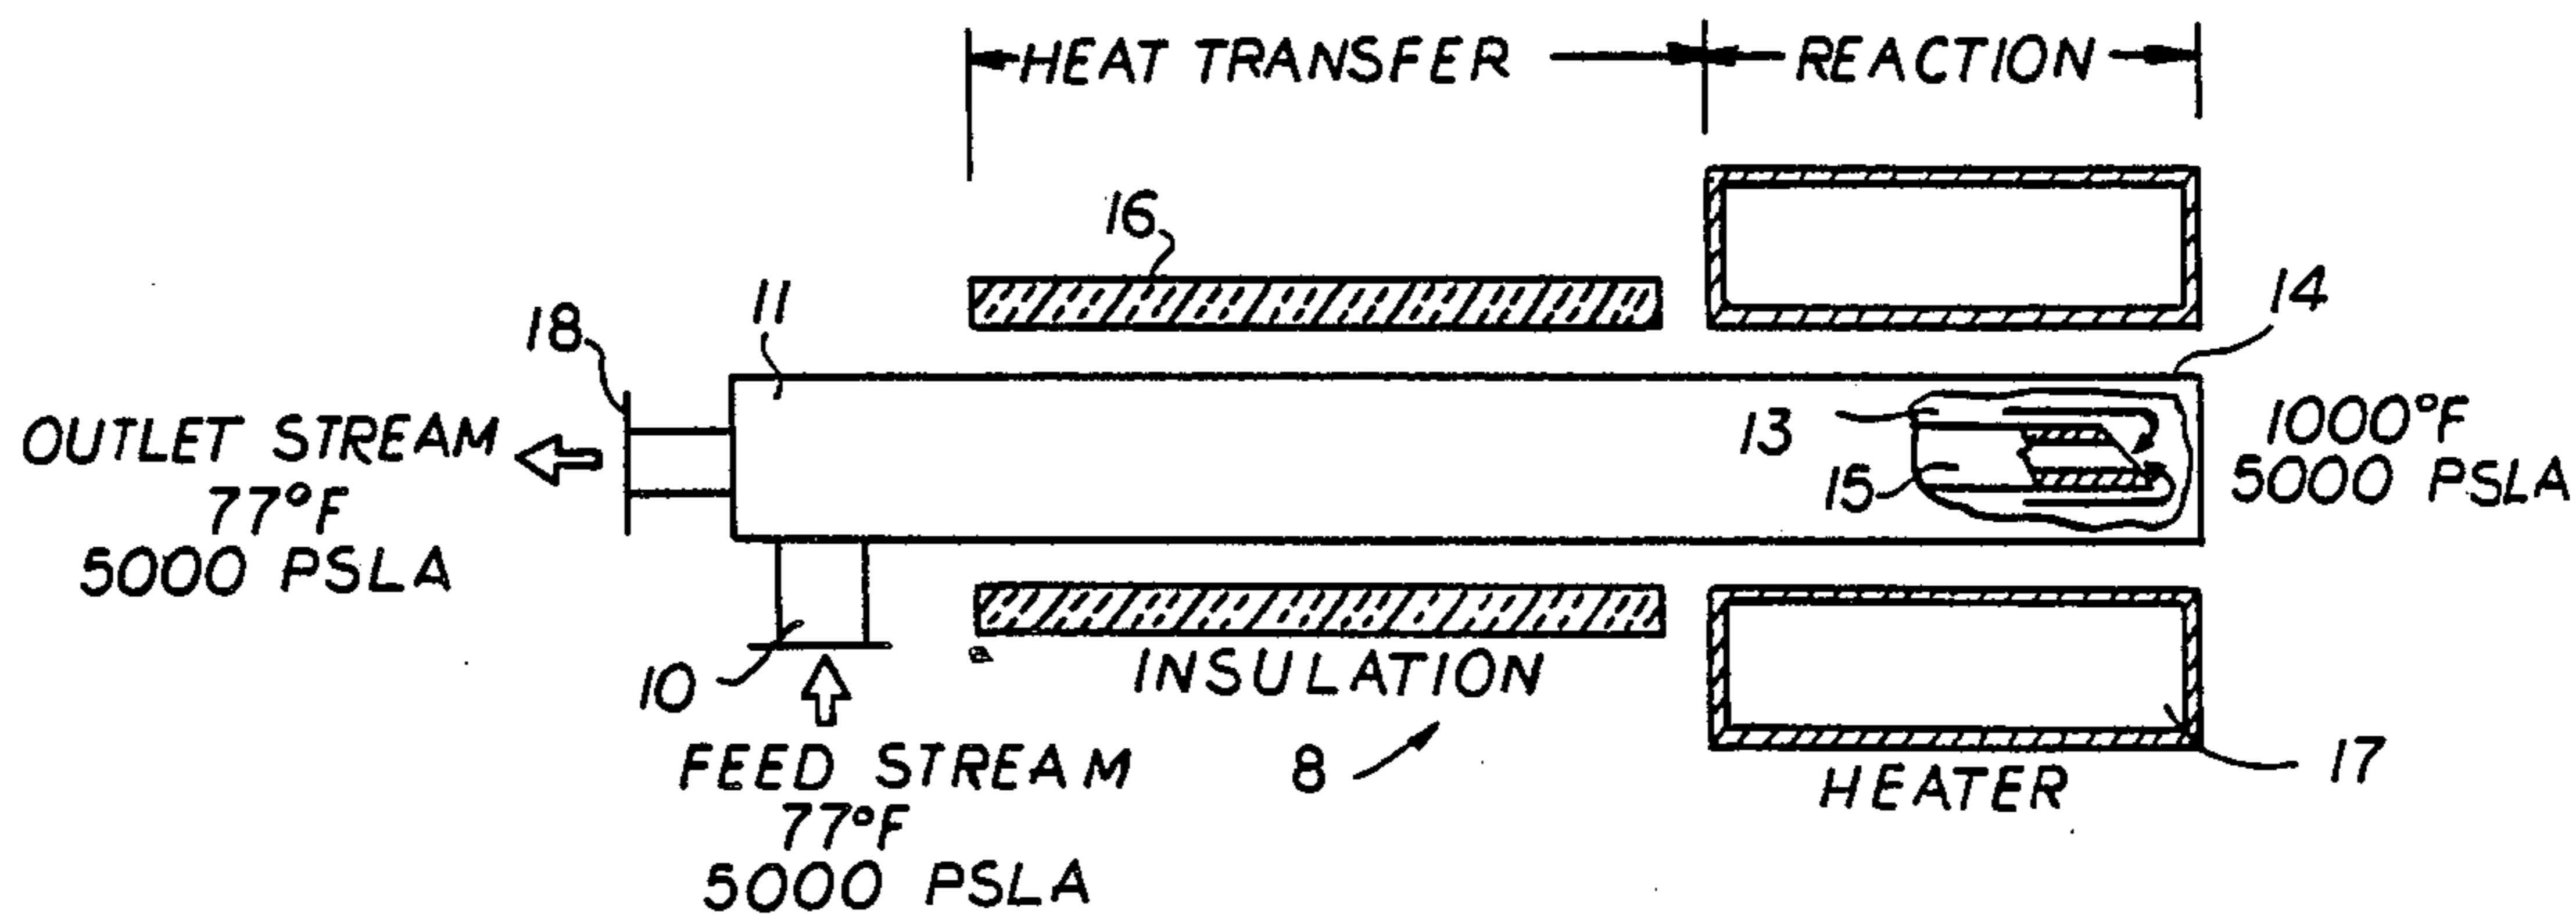 HEAT TRANSFER
REACTION
16
11
14
18
13
15
OUTLET STREAM
77°F
5000 PSLA
1000°F
5000 PSLA
10
INSULATION
8
FEED STREAM
77°F
5000 PSLA
HEATER
17